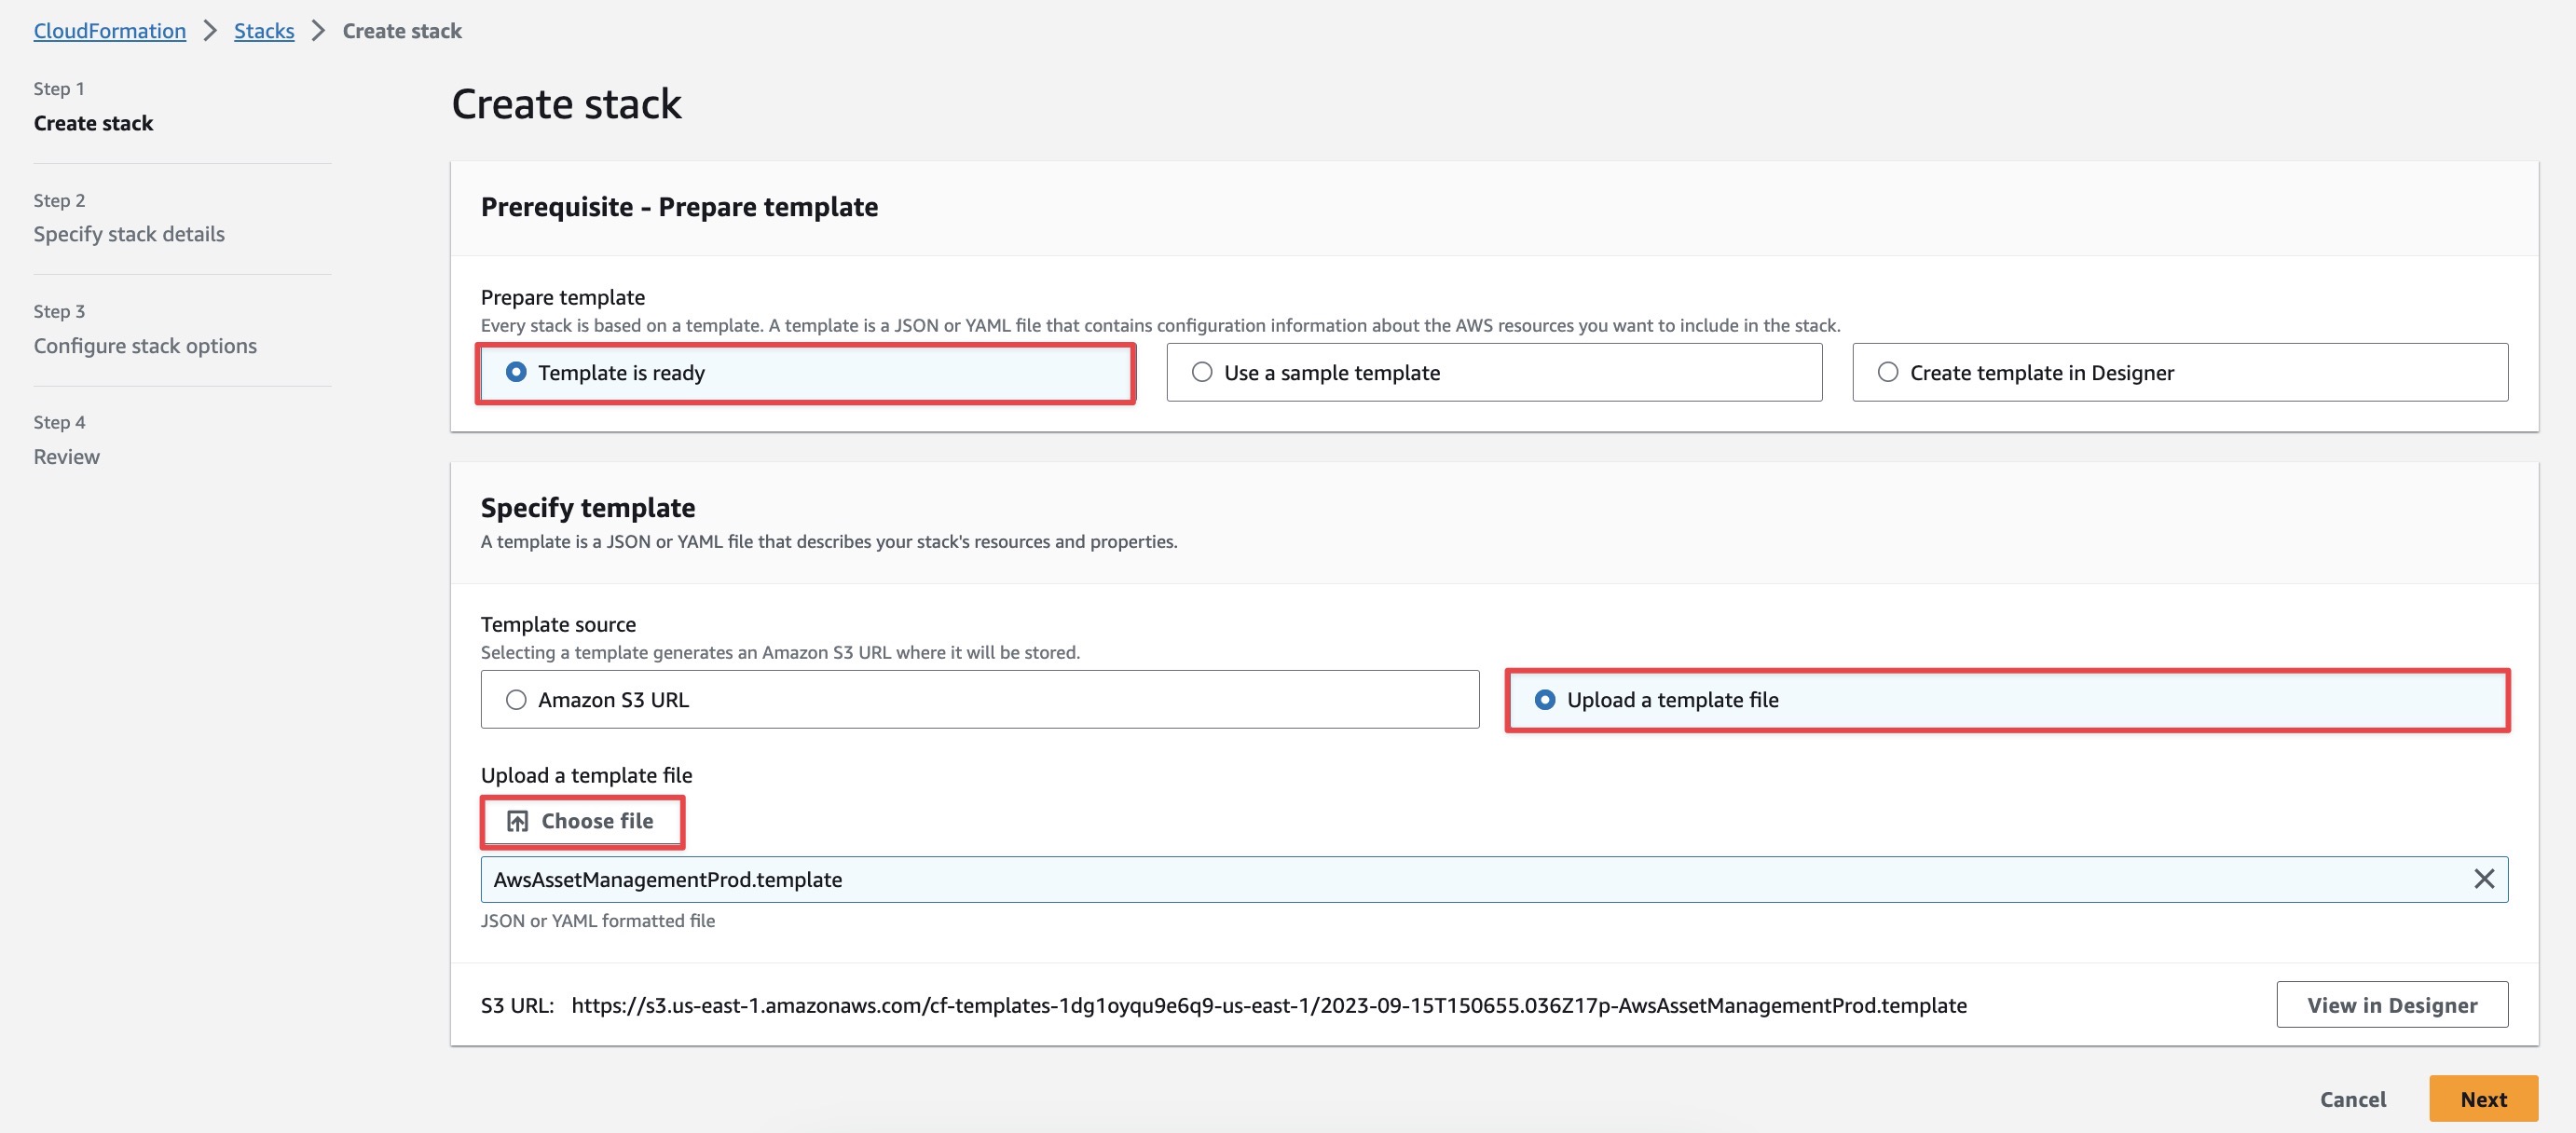 CloudFormation > Stacks > Create stack
Step 1
Create stack
Step 2
Specify stack details
Step 3
Configure stack options
Step 4
Review
Create stack
Prerequisite - Prepare template
Prepare template
Every stack is based on a template. A template is a JSON or YAML file that contains configuration information about the AWS resources you want to include in the stack.
Template is ready
Use a sample template
Create template in Designer
Specify template
A template is a JSON or YAML file that describes your stack's resources and properties.
Template source
Selecting a template generates an Amazon S3 URL where it will be stored.
Amazon S3 URL
Upload a template file
Upload a template file
Choose file
AwsAssetManagementProd.template
JSON or YAML formatted file
S3 URL: https://s3.us-east-1.amazonaws.com/cf-templates-1dg1oyqu9e6q9-us-east-1/2023-09-15T150655.036Z17p-AwsAssetManagementProd.template
View in Designer
Cancel
Next